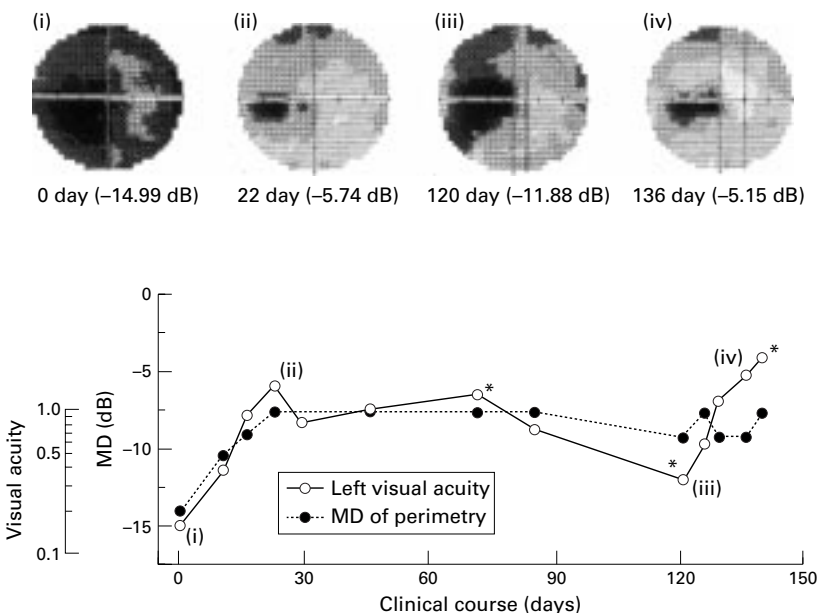 (i)
(ii)
(iii)
(iv)
0 day (–14.99 dB)
22 day (–5.74 dB)
120 day (–11.88 dB)
136 day (–5.15 dB)
Visual acuity
1.0
0.5
0.1
MD (dB)
0
–5
–10
–15
(i)
(ii)
*
*
(iii)
(iv)
*
Left visual acuity
MD of perimetry
0
30
60
90
120
150
Clinical course (days)